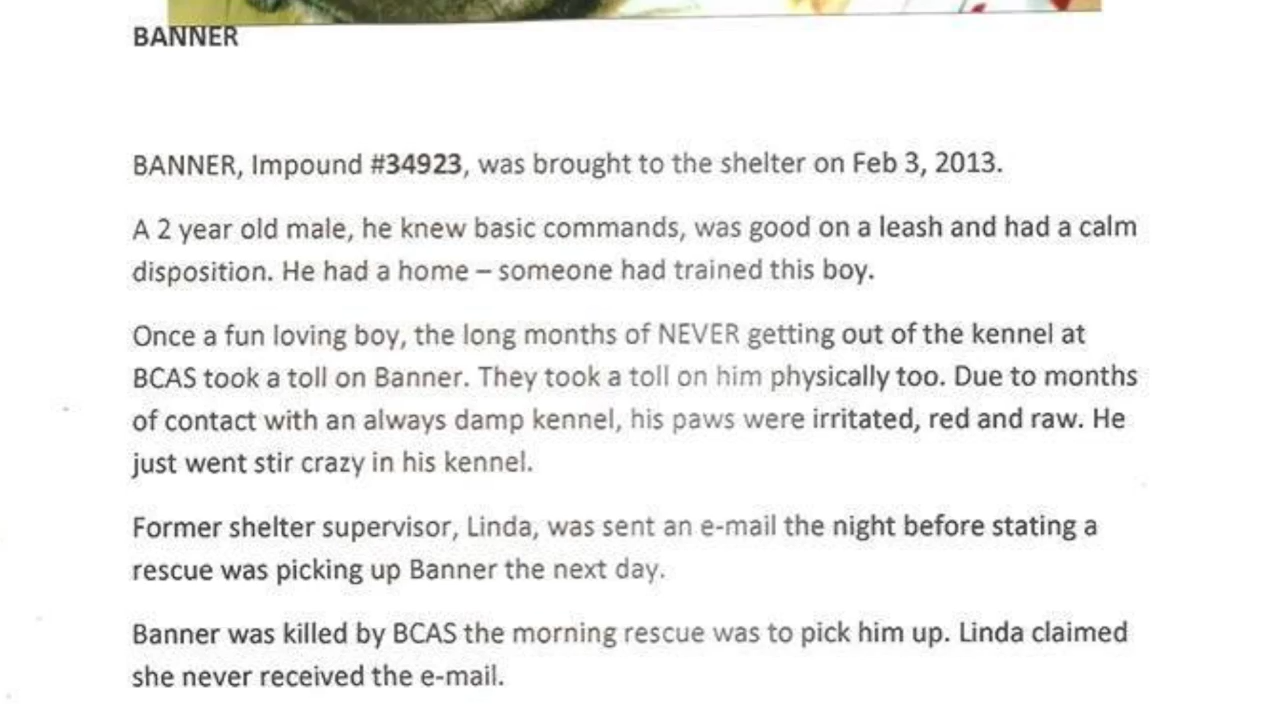 BANNER
BANNER, Impound #34923, was brought to the shelter on Feb 3, 2013.
A 2 year old male, he knew basic commands, was good on a leash and had a calm
disposition. He had a home – someone had trained this boy.
Once a fun loving boy, the long months of NEVER getting out of the kennel at
BCAS took a toll on Banner. They took a toll on him physically too. Due to months
of contact with an always damp kennel, his paws were irritated, red and raw. He
just went stir crazy in his kennel.
Former shelter supervisor, Linda, was sent an e-mail the night before stating a
rescue was picking up Banner the next day.
Banner was killed by BCAS the morning rescue was to pick him up. Linda claimed
she never received the e-mail.